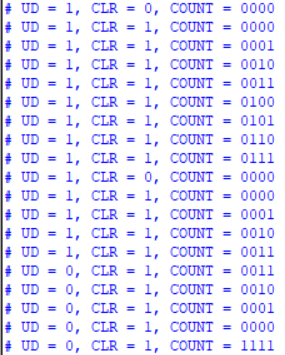 # UD = 1, CLR = 0, COUNT = 0000
# UD = 1, CLR = 1, COUNT = 0000
# UD = 1, CLR = 1, COUNT = 0001
# UD = 1, CLR = 1, COUNT = 0010
# UD = 1, CLR = 1, COUNT = 0011
# UD = 1, CLR = 1, COUNT = 0100
# UD = 1, CLR = 1, COUNT = 0101
# UD = 1, CLR = 1, COUNT = 0110
# UD = 1, CLR = 1, COUNT = 0111
# UD = 1, CLR = 0, COUNT = 0000
# UD = 1, CLR = 1, COUNT = 0000
# UD = 1, CLR = 1, COUNT = 0001
# UD = 1, CLR = 1, COUNT = 0010
# UD = 1, CLR = 1, COUNT = 0011
# UD = 0, CLR = 1, COUNT = 0011
# UD = 0, CLR = 1, COUNT = 0010
# UD = 0, CLR = 1, COUNT = 0001
# UD = 0, CLR = 1, COUNT = 0000
# UD = 0, CLR = 1, COUNT = 1111